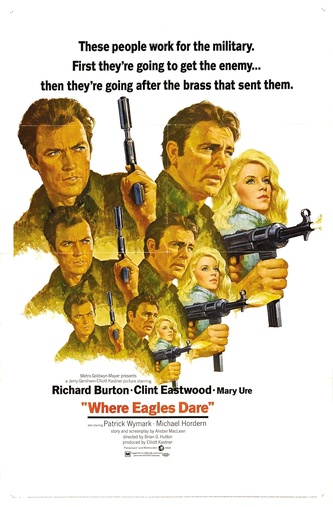 These people work for the military.
First they're going to get the enemy...
then they're going after the brass that sent them.
Metro-Goldwyn-Mayer presents
a Jerry Gershwin-Elliott Kastner picture starring
Richard Burton · Clint Eastwood · Mary Ure
"Where Eagles Dare"
also starring Patrick Wymark · Michael Hordern
story and screenplay by Alistair MacLean
directed by Brian G. Hutton
produced by Elliott Kastner